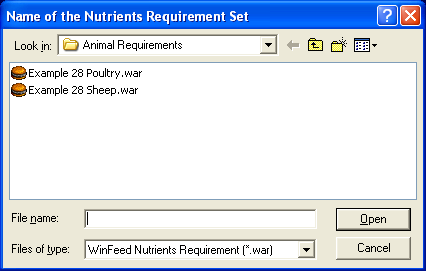 Name of the Nutrients Requirement Set
Look in: Animal Requirements
Example 28 Poultry.war
Example 28 Sheep.war
File name: Open
Files of type: WinFeed Nutrients Requirement (*.war) Cancel